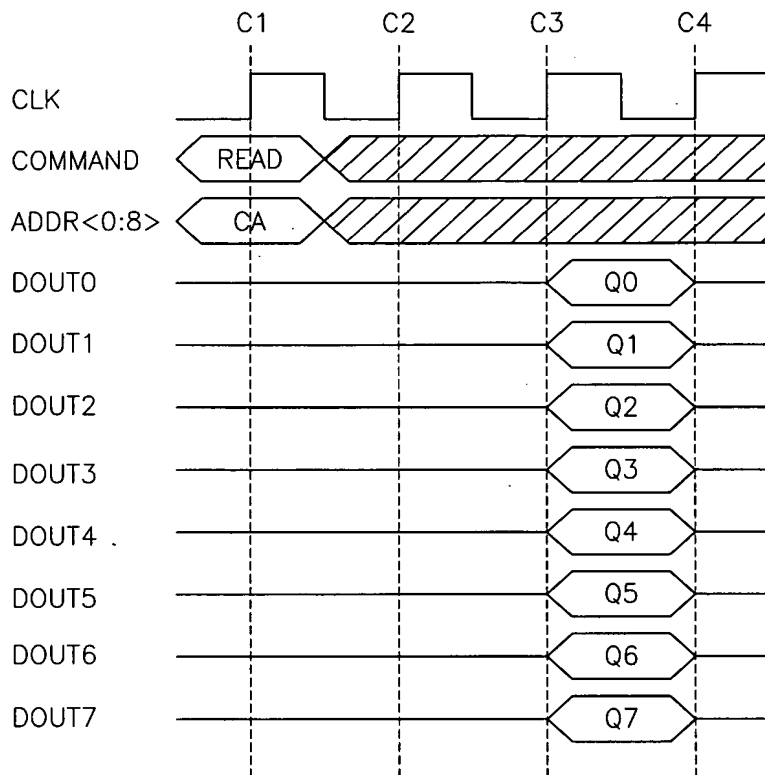 C1 C2 C3 C4
CLK
COMMAND READ
ADDR<0:8> CA
DOUT0 Q0
DOUT1 Q1
DOUT2 Q2
DOUT3 Q3
DOUT4 Q4
DOUT5 Q5
DOUT6 Q6
DOUT7 Q7